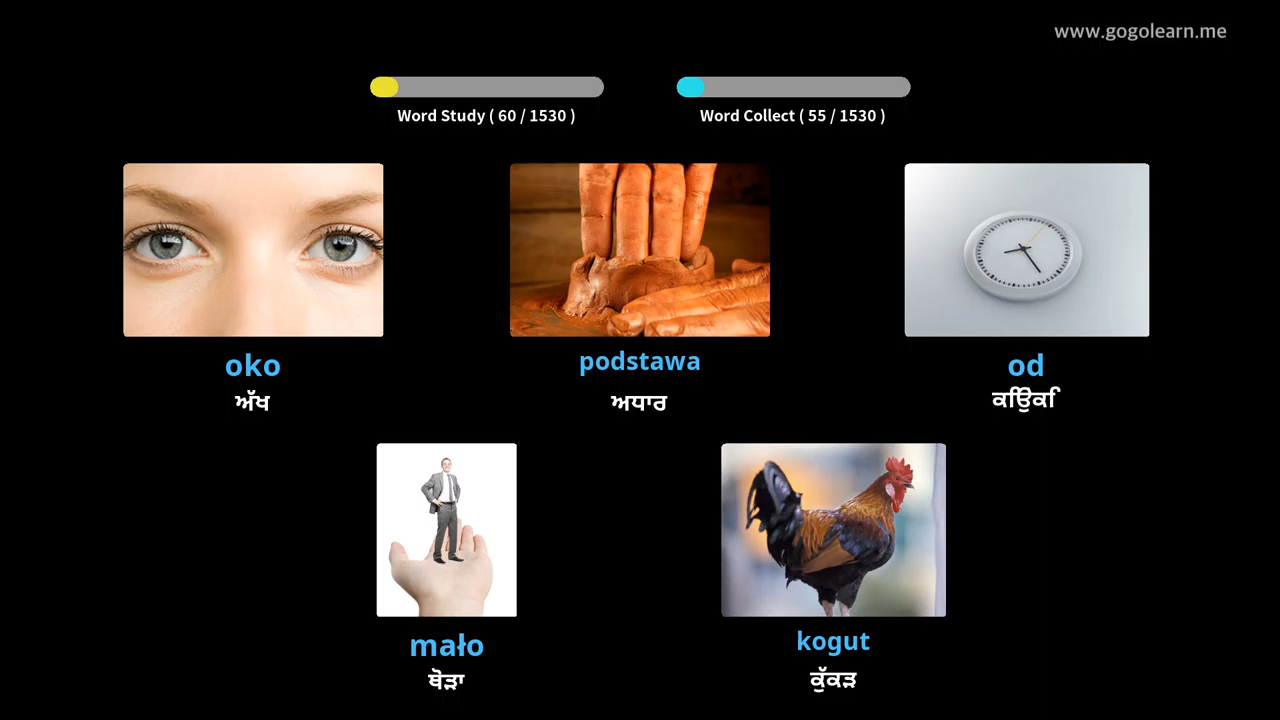 www.gogolearn.me
Word Study ( 60 / 1530 )
Word Collect ( 55 / 1530 )
oko
ਅੱਖ
podstawa
ਅਧਾਰ
od
ਕਉਿਕਿ
mało
ਥੋੜਾ
kogut
ਕੁੱਕੜ